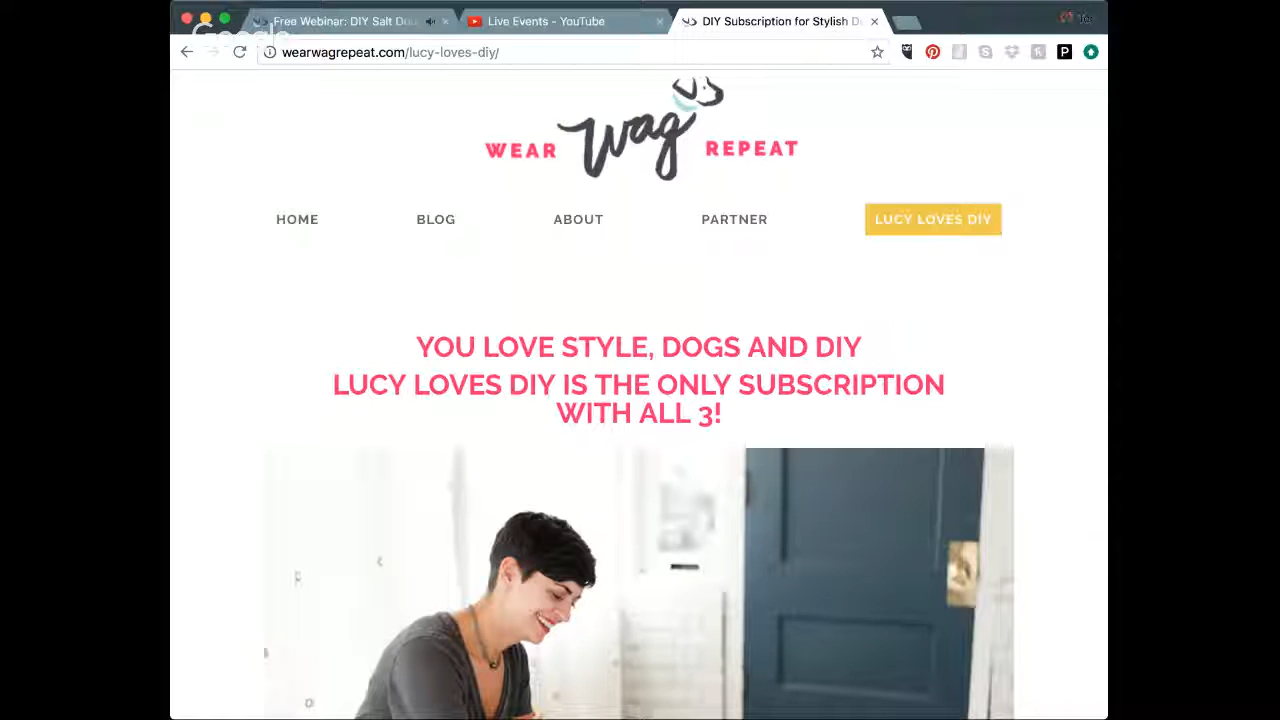 Free Webinar: DIY Salt Dou
Live Events - YouTube
DIY Subscription for Stylish D
Google
wearwagrepeat.com/lucy-loves-diy/
WEAR Wag REPEAT
HOME BLOG ABOUT PARTNER LUCY LOVES DIY
YOU LOVE STYLE, DOGS AND DIY
LUCY LOVES DIY IS THE ONLY SUBSCRIPTION
WITH ALL 3!